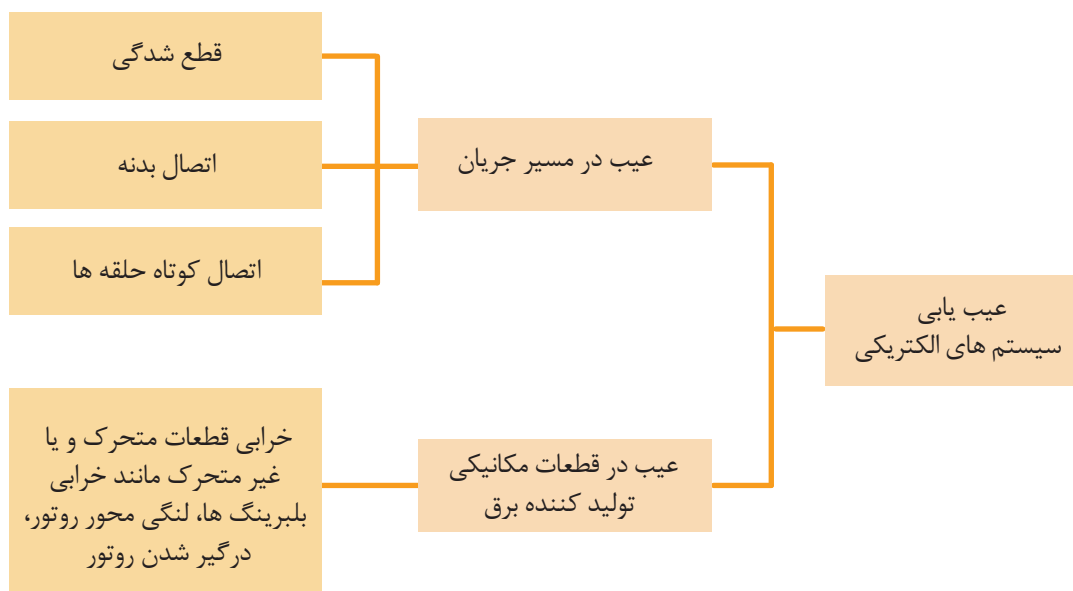 عیب یابی
سیستم های الکتریکی
عیب در مسیر جریان
قطع شدگی
اتصال بدنه
اتصال کوتاه حلقه ها
عیب در قطعات مکانیکی
تولید کننده برق
خرابی قطعات متحرک و یا
غیر متحرک مانند خرابی
بلبرینگ ها، لنگی محور روتور،
درگیر شدن روتور